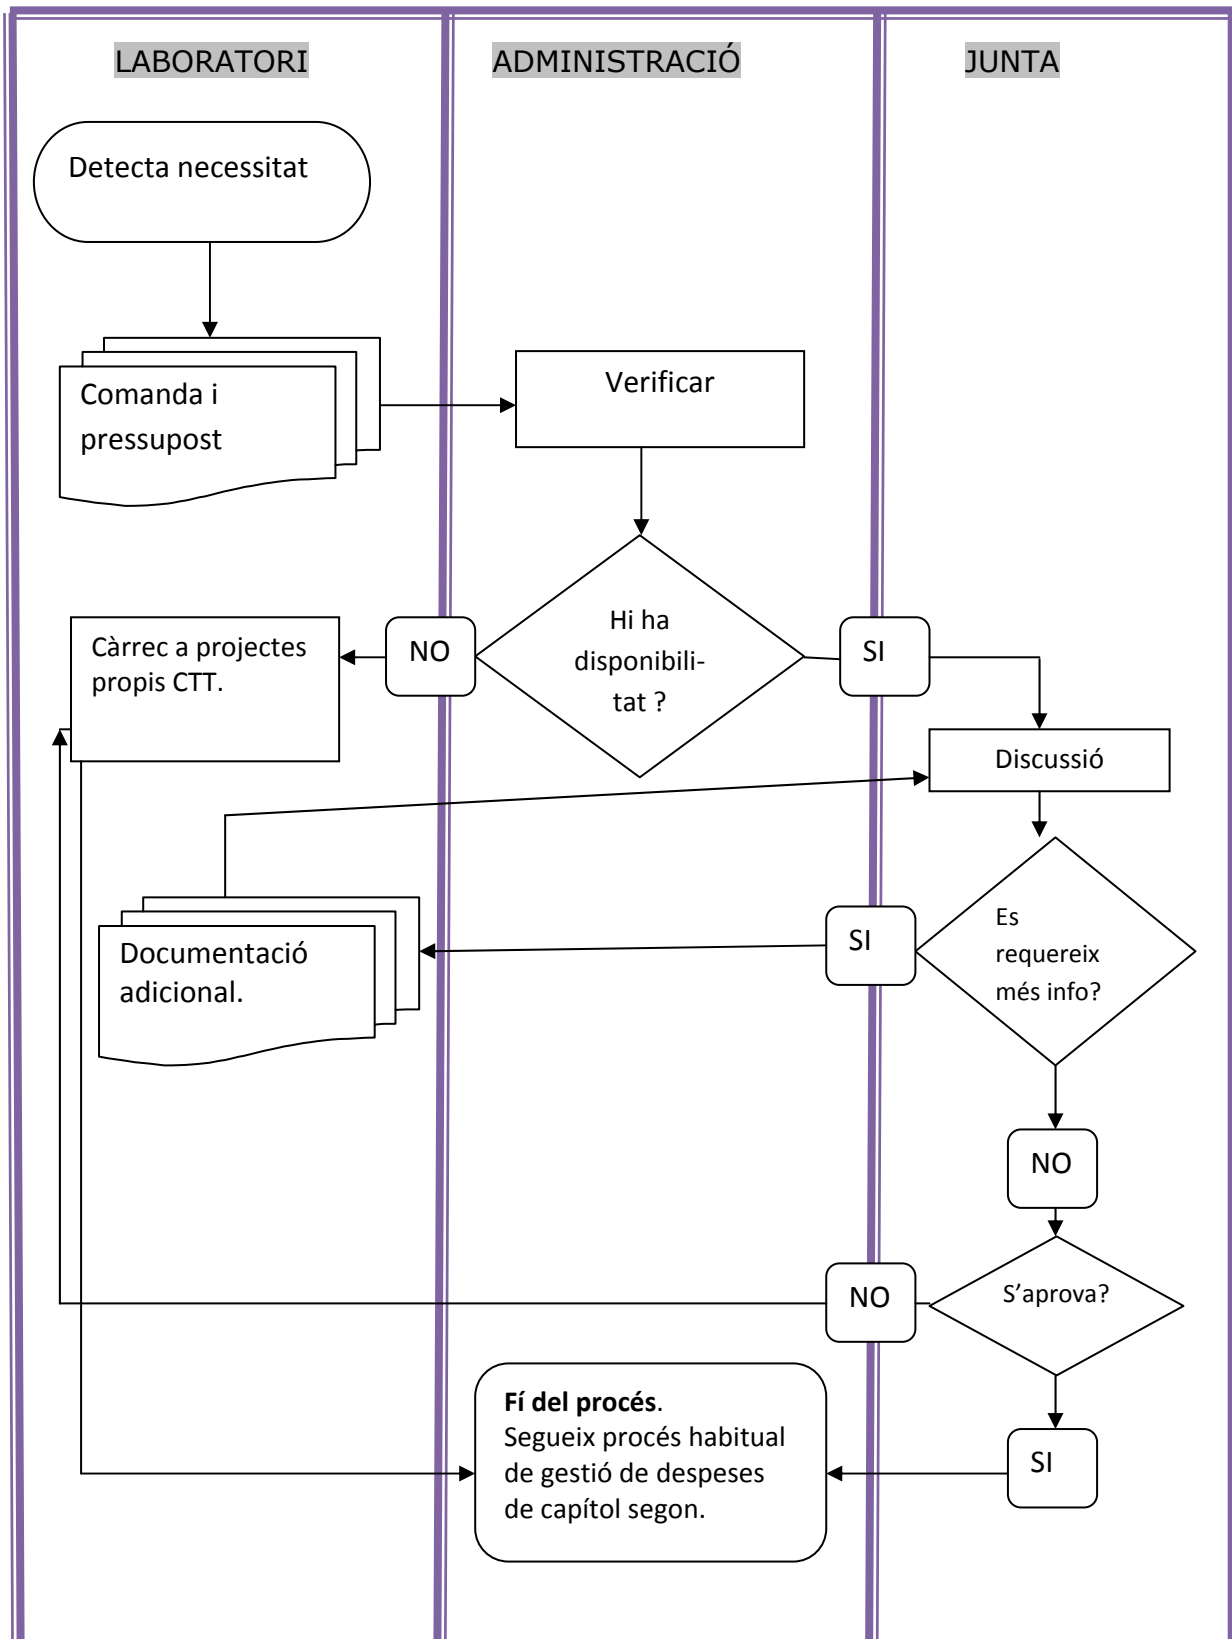 LABORATORI
ADMINISTRACIÓ
JUNTA
Detecta necessitat
Comanda i
pressupost
Verificar
Hi ha
disponibili-
tat ?
NO
SI
Càrrec a projectes
propis CTT.
Discussió
Es
requereix
més info?
SI
Documentació
adicional.
NO
S’aprova?
NO
SI
Fí del procés.
Segueix procés habitual
de gestió de despeses
de capítol segon.